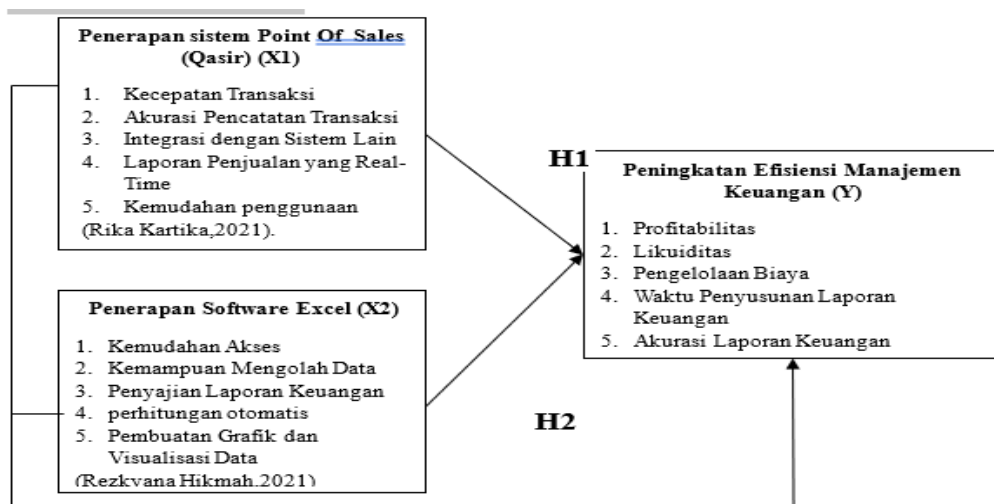 Penerapan sistem Point Of Sales
(Qasir) (X1)
1. Kecepatan Transaksi
2. Akurasi Pencatatan Transaksi
3. Integrasi dengan Sistem Lain
4. Laporan Penjualan yang Real-
Time
5. Kemudahan penggunaan
(Rika Kartika,2021).
H1
Peningkatan Efisiensi Manajemen
Keuangan (Y)
1. Profitabilitas
2. Likuiditas
3. Pengelolaan Biaya
4. Waktu Penyusunan Laporan
Keuangan
5. Akurasi Laporan Keuangan
Penerapan Software Excel (X2)
1. Kemudahan Akses
2. Kemampuan Mengolah Data
3. Penyajian Laporan Keuangan
4. perhitungan otomatis
5. Pembuatan Grafik dan
Visualisasi Data
(Rezkyana Hikmah.2021)
H2